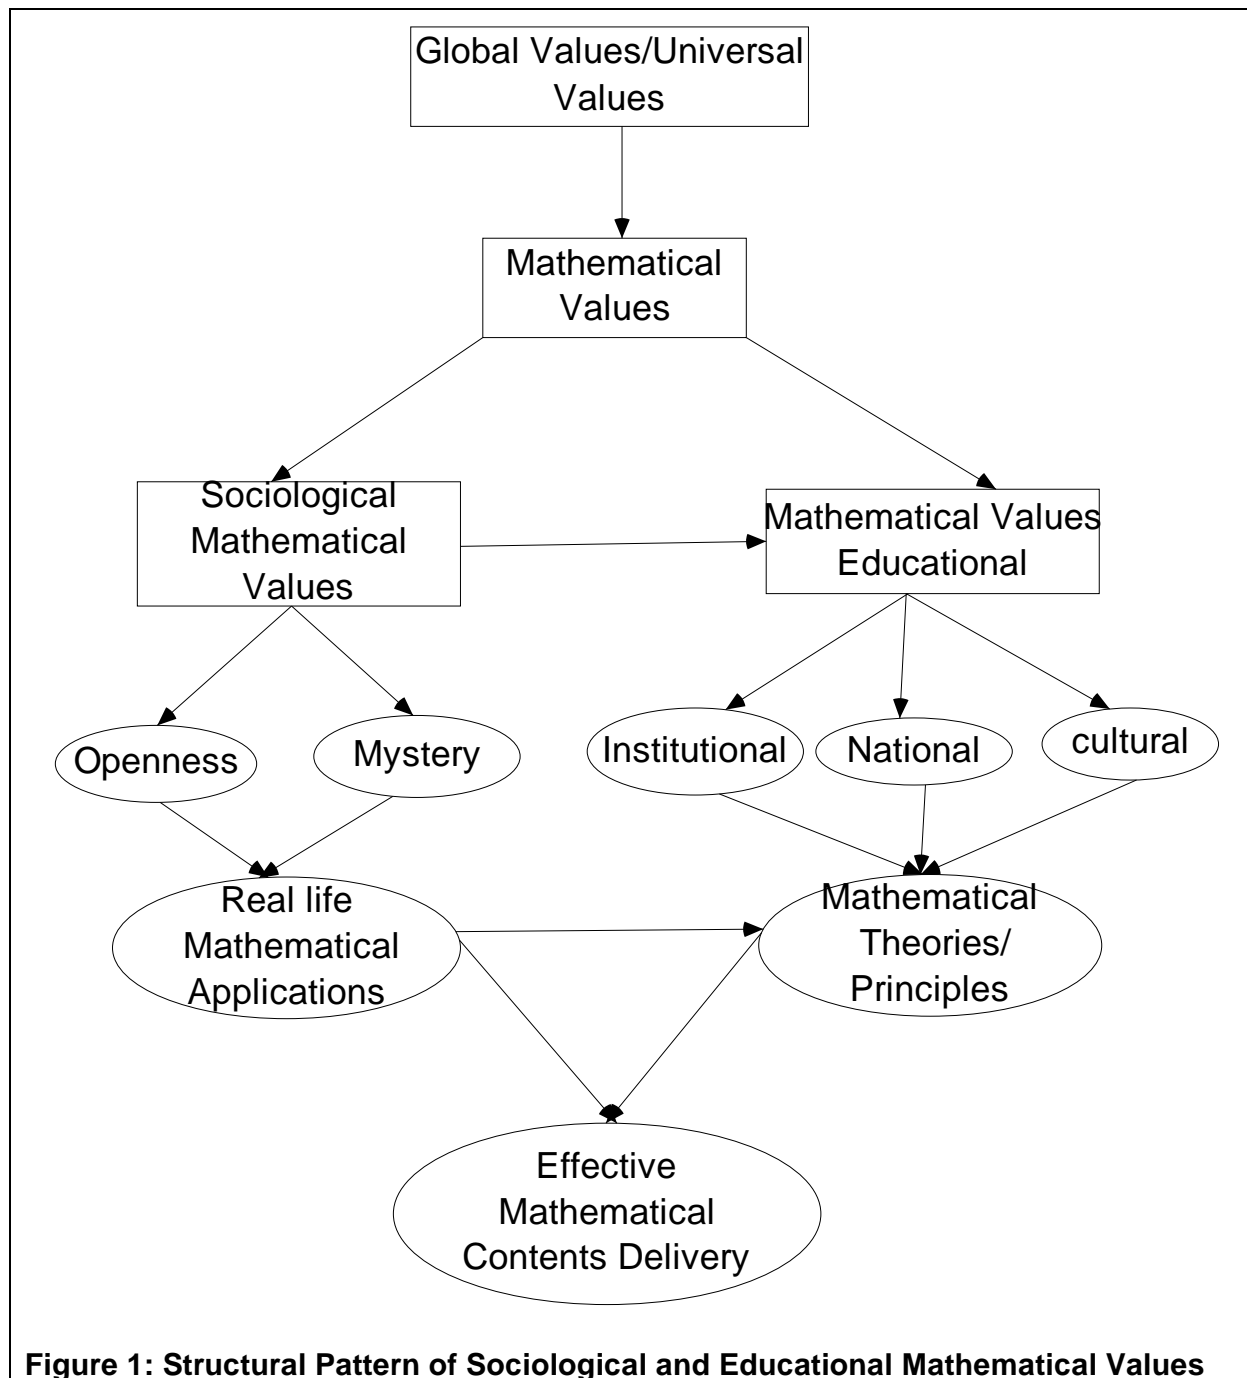 Global Values/Universal
Values
Mathematical
Values
Sociological
Mathematical
Values
Mathematical Values
Educational
Openness
Mystery
Institutional
National
cultural
Real life
Mathematical
Applications
Mathematical
Theories/
Principles
Effective
Mathematical
Contents Delivery
Figure 1: Structural Pattern of Sociological and Educational Mathematical Values